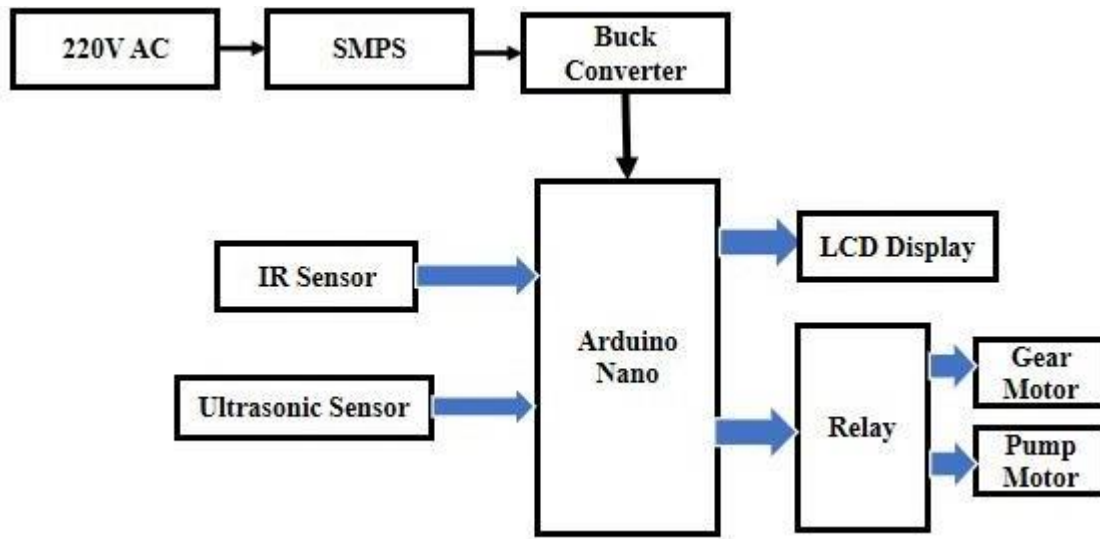 220V AC
SMPS
Buck
Converter
IR Sensor
Ultrasonic Sensor
Arduino
Nano
LCD Display
Relay
Gear
Motor
Pump
Motor